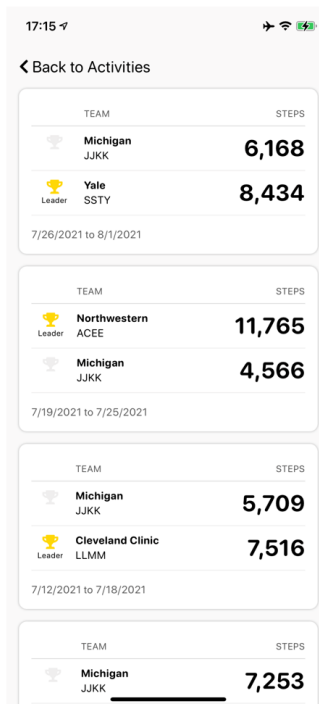 17:15
Back to Activities
TEAM STEPS
Michigan
JJKK
6,168
Yale
SSTY
8,434
Leader
7/26/2021 to 8/1/2021
TEAM STEPS
Northwestern
ACEE
11,765
Leader
Michigan
JJKK
4,566
7/19/2021 to 7/25/2021
TEAM STEPS
Michigan
JJKK
5,709
Cleveland Clinic
LLMM
7,516
Leader
7/12/2021 to 7/18/2021
TEAM STEPS
Michigan
JJKK
7,253